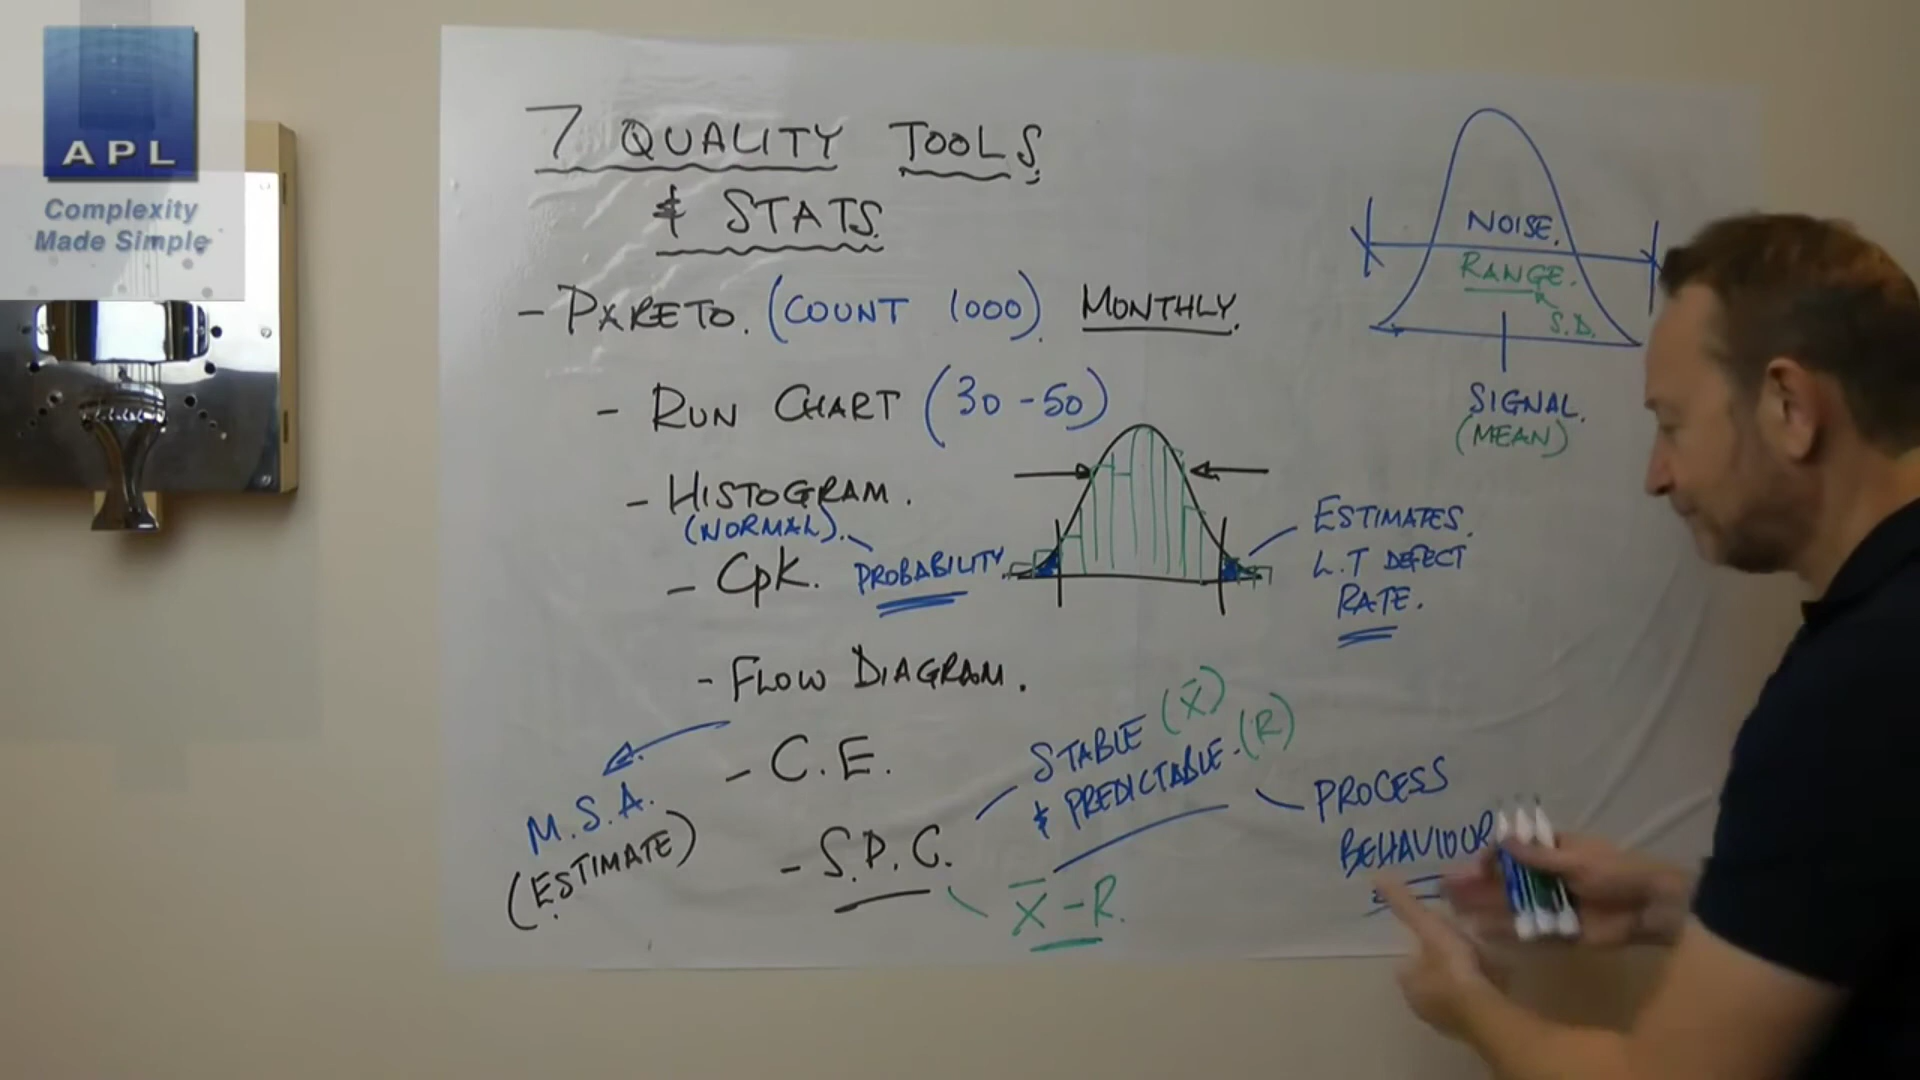 APL
Complexity
Made Simple
7 QUALITY TOOLS
& STATS.
- PARETO. (COUNT 1000). MONTHLY.
- RUN CHART (30-50)
- HISTOGRAM.
(NORMAL).
- CpK. PROBABILITY
- FLOW DIAGRAM.
- C.E.
- S.P.C.
M.S.A.
(ESTIMATE)
STABLE (X̄)
& PREDICTABLE - (R)
X̄ - R.
PROCESS
BEHAVIOUR
ESTIMATES.
L.T DEFECT
RATE.
NOISE.
RANGE.
S.D.
SIGNAL.
(MEAN)